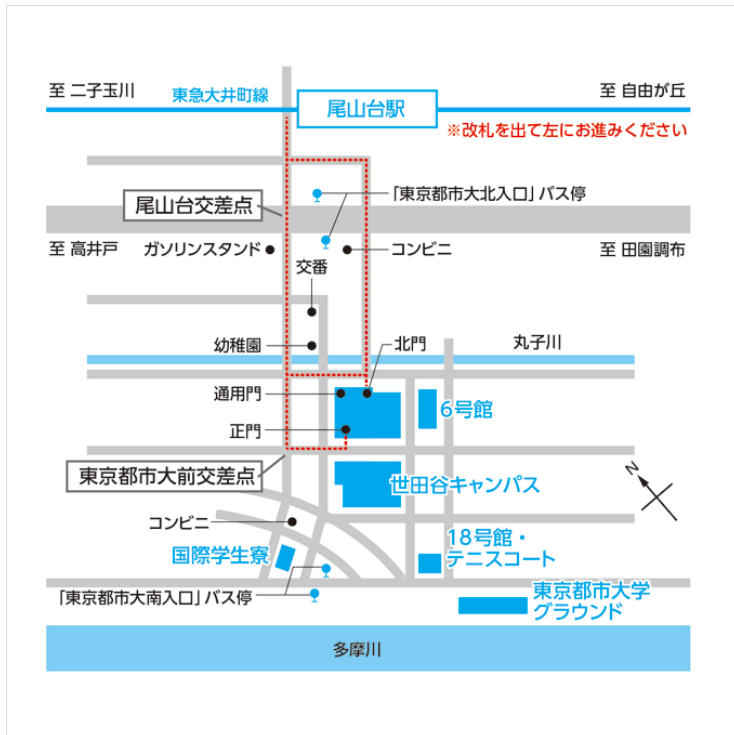 至 二子玉川
東急大井町線
尾山台駅
至 自由が丘
※改札を出て左にお進みください
「東京都市大北入口」バス停
尾山台交差点
至 高井戸
ガソリンスタンド
コンビニ
至 田園調布
交番
幼稚園
北門
丸子川
通用門
6号館
正門
東京都市大前交差点
世田谷キャンパス
N
コンビニ
国際学生寮
18号館・
テニスコート
「東京都市大南入口」バス停
東京都市大学
グラウンド
多摩川